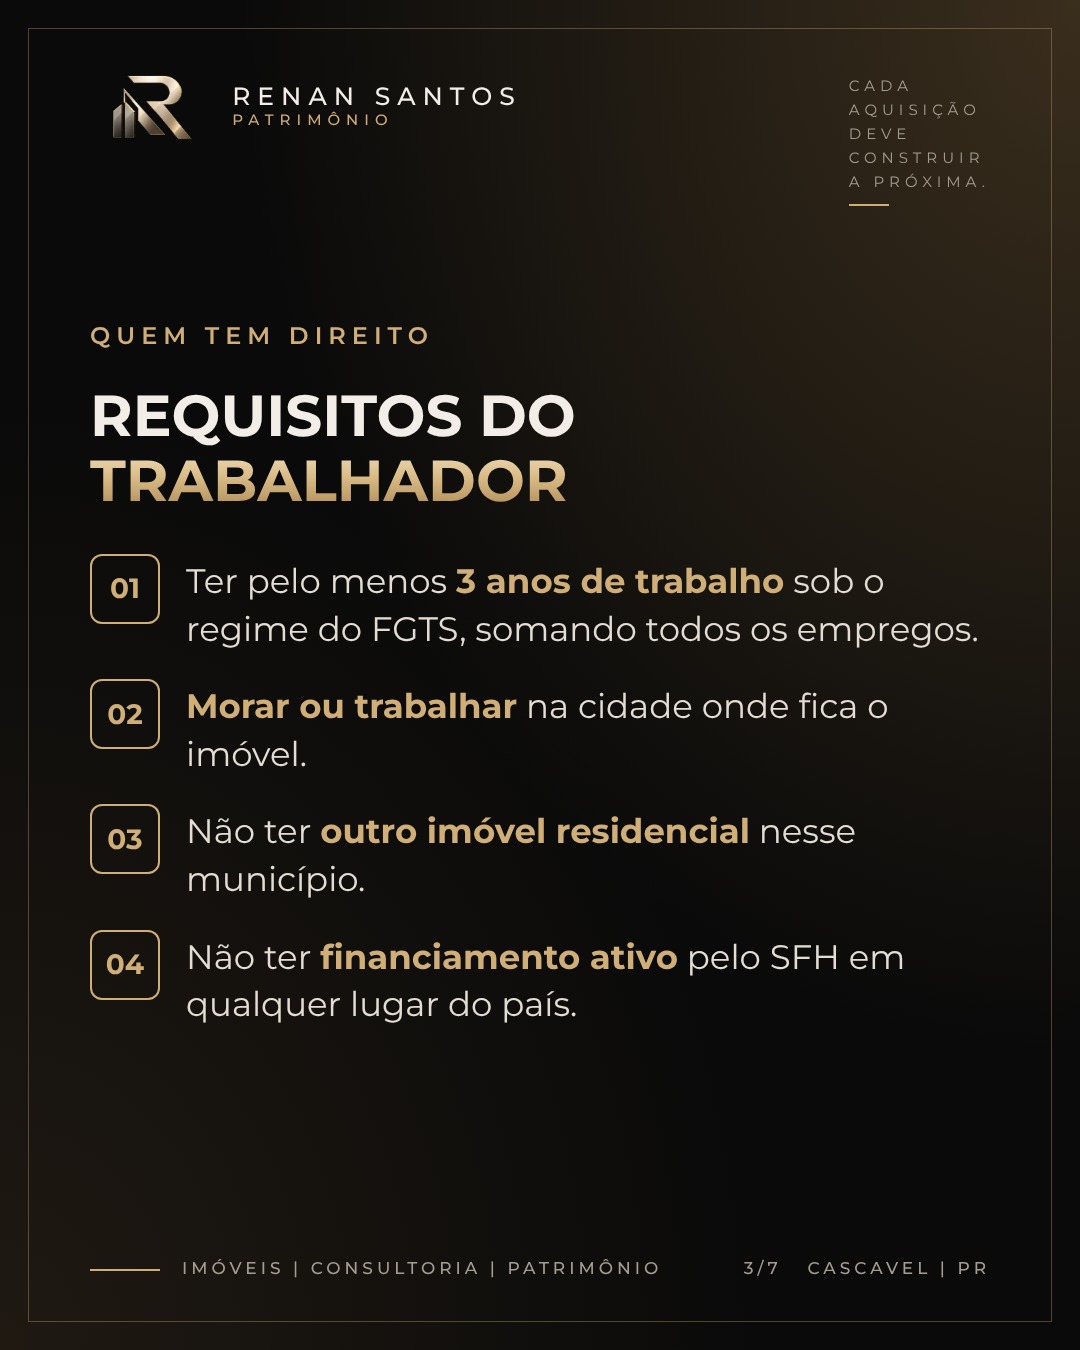 RENAN SANTOS
PATRIMÔNIO
CADA
AQUISIÇÃO
DEVE
CONSTRUIR
A PRÓXIMA.
QUEM TEM DIREITO
REQUISITOS DO
TRABALHADOR
01
Ter pelo menos 3 anos de trabalho sob o
regime do FGTS, somando todos os empregos.
02
Morar ou trabalhar na cidade onde fica o
imóvel.
03
Não ter outro imóvel residencial nesse
município.
04
Não ter financiamento ativo pelo SFH em
qualquer lugar do país.
IMÓVEIS | CONSULTORIA | PATRIMÔNIO
3/7 CASCAVEL | PR